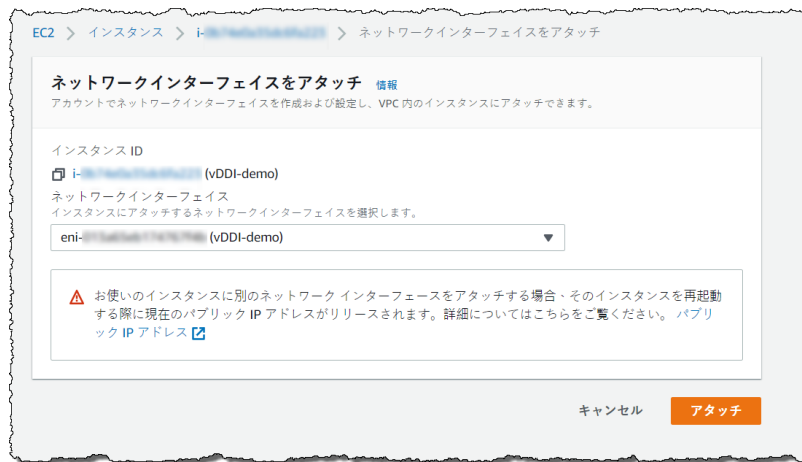 EC2 > インスタンス > i- > ネットワークインターフェイスをアタッチ
ネットワークインターフェイスをアタッチ 情報
アカウントでネットワークインターフェイスを作成および設定し、VPC 内のインスタンスにアタッチできます。
インスタンス ID
i- (vDDI-demo)
ネットワークインターフェイス
インスタンスにアタッチするネットワークインターフェイスを選択します。
eni- (vDDI-demo)
お使いのインスタンスに別のネットワーク インターフェースをアタッチする場合、そのインスタンスを再起動
する際に現在のパブリック IP アドレスがリリースされます。詳細についてはこちらをご覧ください。 パブリ
ック IP アドレス
キャンセル アタッチ